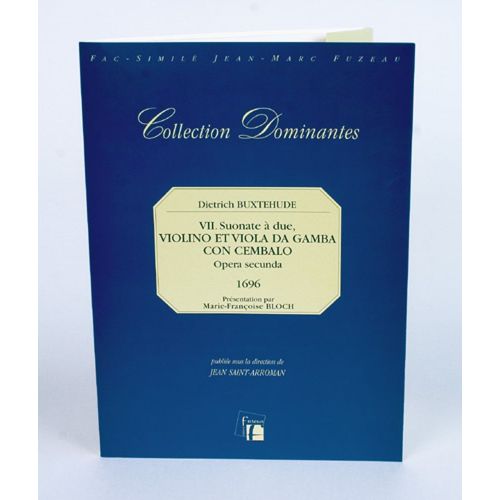 FAC-SIMILÉ JEAN-MARC FUZEAU
Collection Dominantes
Dietrich BUXTEHUDE
VII. Suonate à due,
VIOLINO ET VIOLA DA GAMBA
CON CEMBALO
Opera secunda
1696
Présentation par
Marie-Françoise BLOCH
publiée sous la direction de
JEAN SAINT-ARROMAN
fuzeau